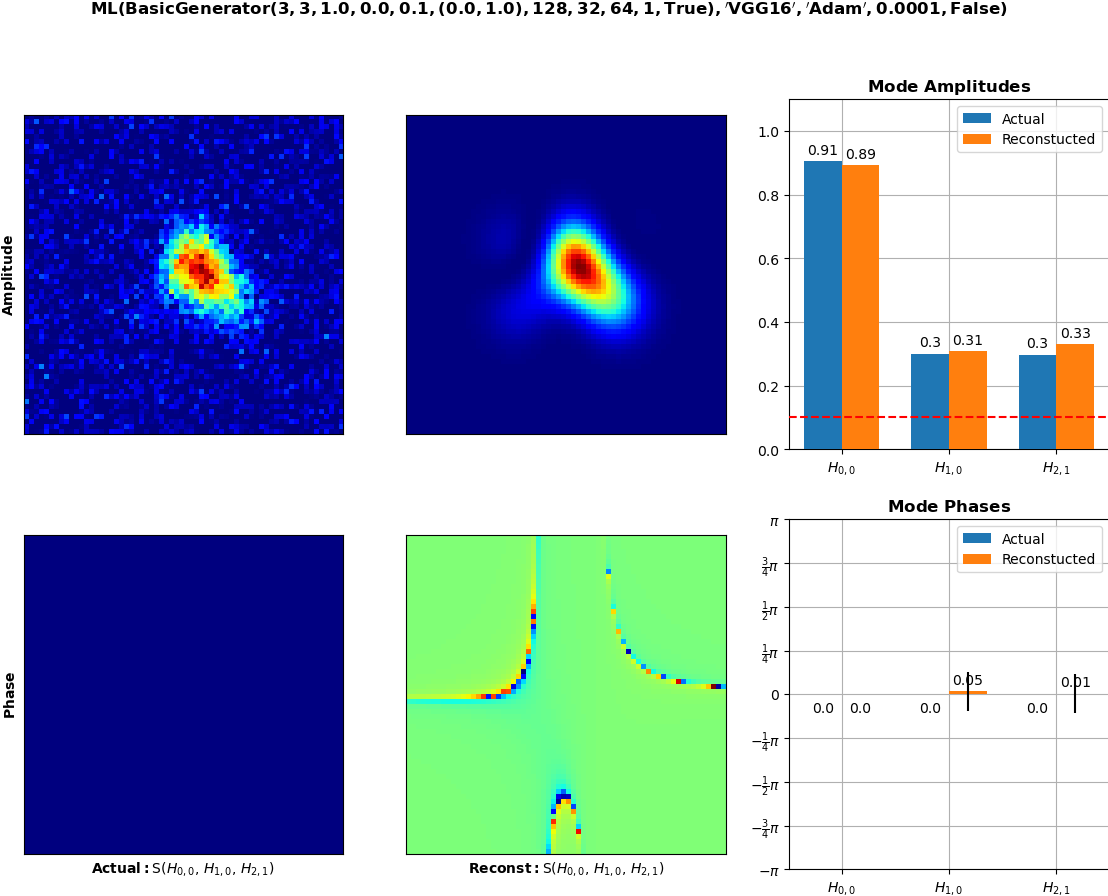 ML(BasicGenerator(3, 3, 1.0, 0.0, 0.1, (0.0, 1.0), 128, 32, 64, 1, True), ′VGG16′, ′Adam′, 0.0001, False)
Mode Amplitudes
Actual
Reconstucted
1.0
0.8
0.6
0.4
0.2
0.0
0.91
0.89
0.3
0.31
0.3
0.33
H0,0
H1,0
H2,1
Amplitude
Mode Phases
Actual
Reconstucted
π
3/4π
1/2π
1/4π
0
−1/4π
−1/2π
−3/4π
−π
0.0
0.0
0.0
0.05
0.0
0.01
H0,0
H1,0
H2,1
Phase
Actual: S(H0,0, H1,0, H2,1)
Reconst: S(H0,0, H1,0, H2,1)